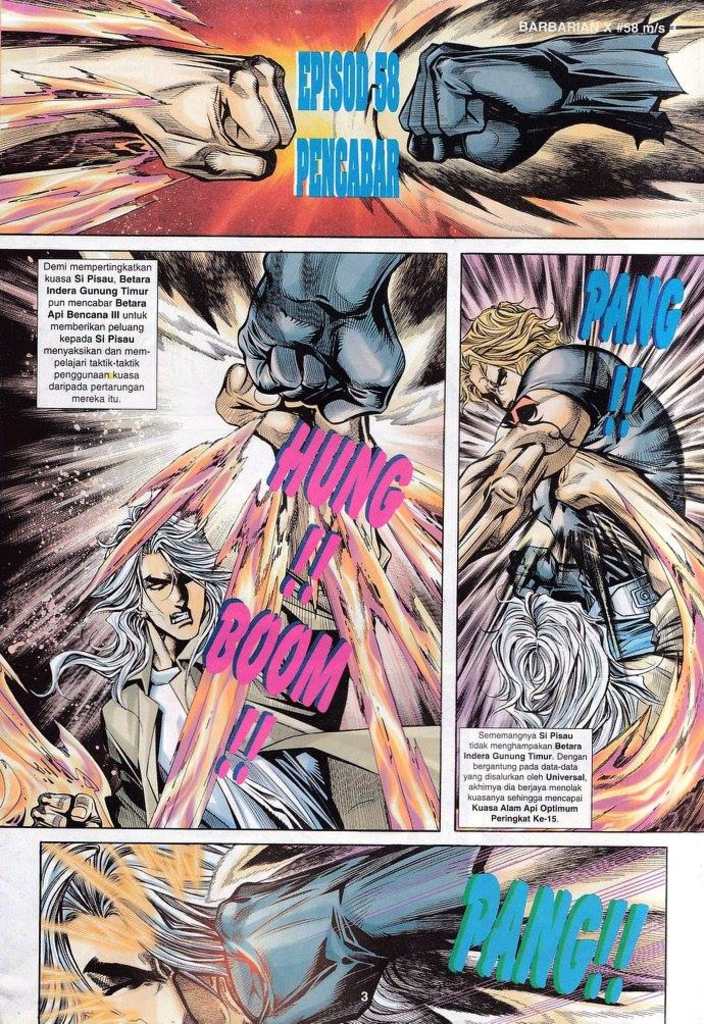 BARBARIAN X #58 m/s
EPISOD 58
PENCABAR
Demi mempertingkatan
kuasa Si Pisau, Betara
Indera Gunung Timur
pun mencabar Betara
Api Bencana III untuk
memberikan peluang
kepada Si Pisau
menyaksikan dan mem-
pelajari taktik-taktik
penggunaan kuasa
daripada pertarungan
mereka itu.
HUNG
!!
BOOM
!!
PANG
!!
Sememangnya Si Pisau
tidak menghampakan Betara
Indera Gunung Timur. Dengan
bergantung pada data-data
yang disalurkan oleh Universal,
akhirnya dia berjaya menolak
kuasanya sehingga mencapai
Kuasa Alam Api Optimum
Peringkat Ke-15.
PANG!!
3